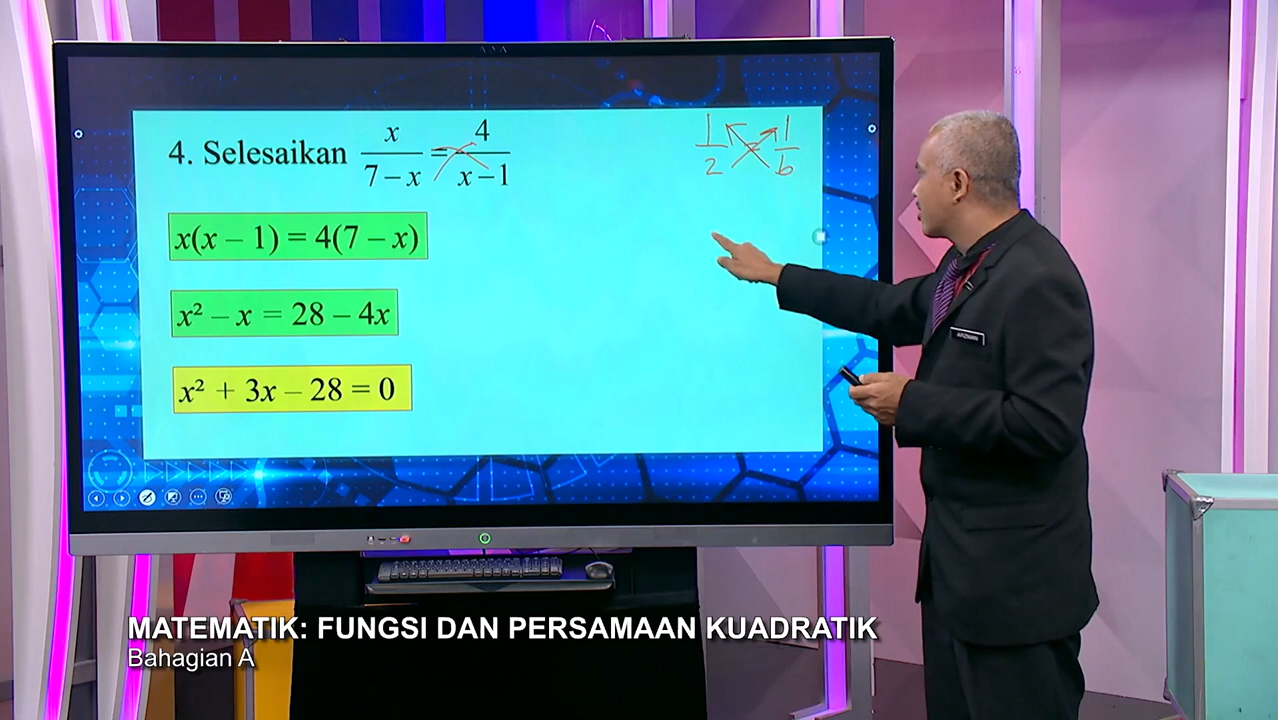 4. Selesaikan x/(7 – x) = 4/(x – 1)
1/2 = 1/6
x(x – 1) = 4(7 – x)
x² – x = 28 – 4x
x² + 3x – 28 = 0
MATEMATIK: FUNGSI DAN PERSAMAAN KUADRATIK
Bahagian A